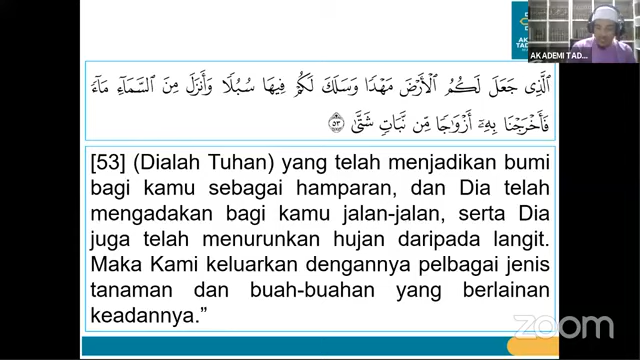 AKADEMI TAD...
ٱلَّذِى جَعَلَ لَكُمُ ٱلْأَرْضَ مَهْدًا وَسَلَكَ لَكُمْ فِيهَا سُبُلًا وَأَنزَلَ مِنَ ٱلسَّمَآءِ مَآءً
فَأَخْرَجْنَا بِهِۦٓ أَزْوَٰجًا مِّن نَّبَاتٍ شَتَّىٰ ٥٣
[53] (Dialah Tuhan) yang telah menjadikan bumi
bagi kamu sebagai hamparan, dan Dia telah
mengadakan bagi kamu jalan-jalan, serta Dia
juga telah menurunkan hujan daripada langit.
Maka Kami keluarkan dengannya pelbagai jenis
tanaman dan buah-buahan yang berlainan
keadannya.”
zoom